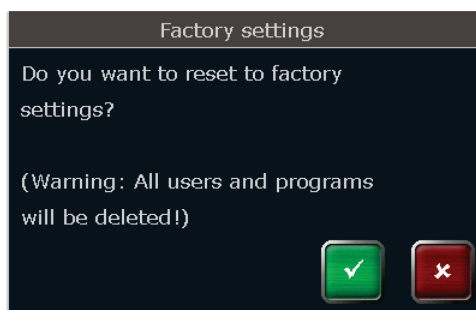 Factory settings
Do you want to reset to factory
settings?
(Warning: All users and programs
will be deleted!)